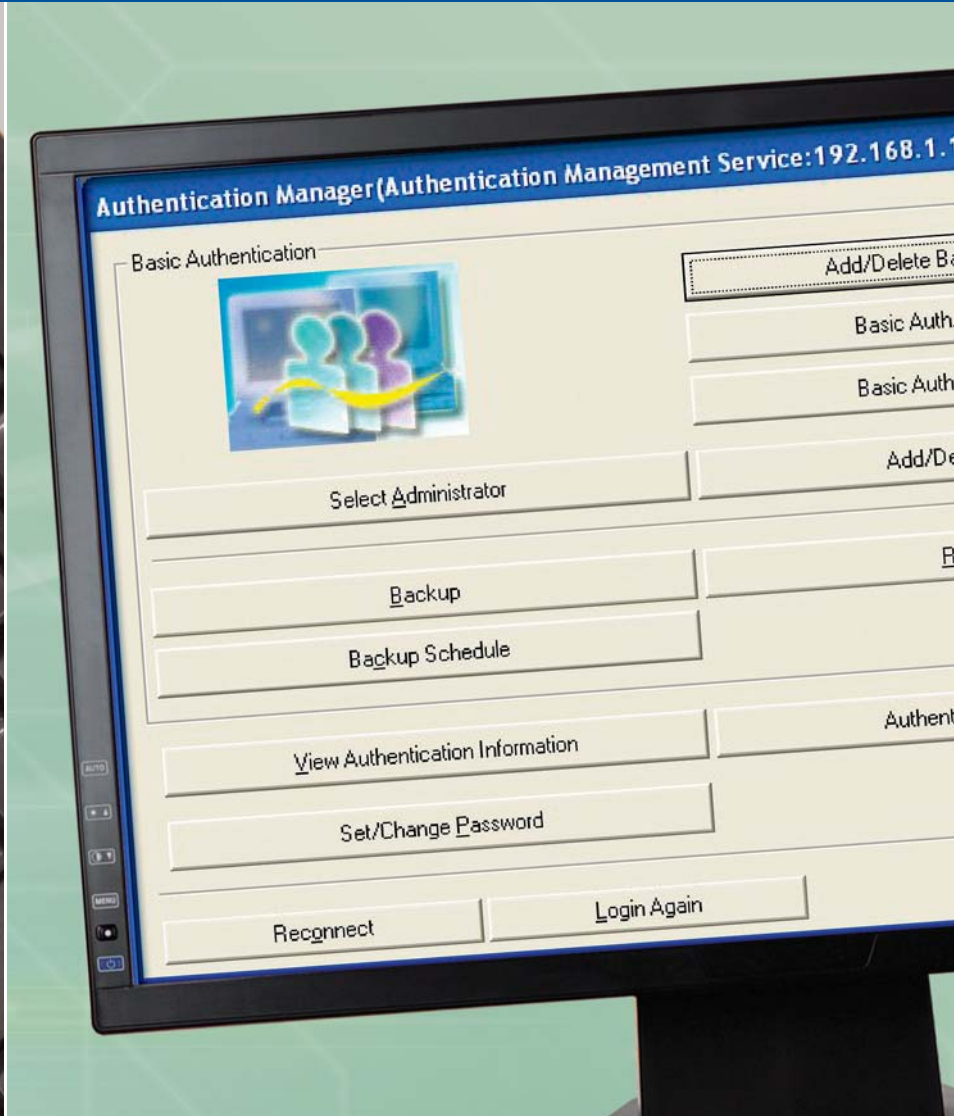 Authentication Manager(Authentication Management Service:192.168.1.1
Basic Authentication
Add/Delete Ba
Basic Auth.
Basic Auth
Select Administrator
Add/De
Backup
R
Backup Schedule
View Authentication Information
Authent
Set/Change Password
Reconnect
Login Again
AUTO
MENU